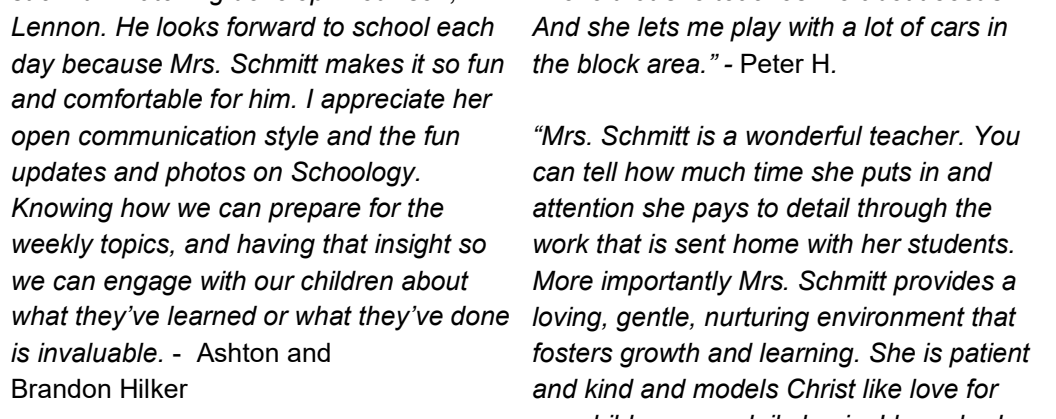 Lennon. He looks forward to school each
day because Mrs. Schmitt makes it so fun
and comfortable for him. I appreciate her
open communication style and the fun
updates and photos on Schoology.
Knowing how we can prepare for the
weekly topics, and having that insight so
we can engage with our children about
what they’ve learned or what they’ve done
is invaluable. - Ashton and
Brandon Hilker
And she lets me play with a lot of cars in
the block area.” - Peter H.
“Mrs. Schmitt is a wonderful teacher. You
can tell how much time she puts in and
attention she pays to detail through the
work that is sent home with her students.
More importantly Mrs. Schmitt provides a
loving, gentle, nurturing environment that
fosters growth and learning. She is patient
and kind and models Christ like love for